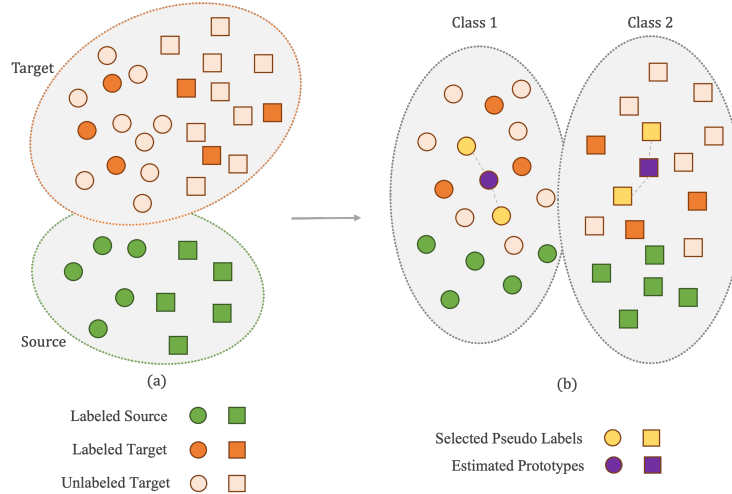 Class 1
Class 2
Target
Source
(a)
(b)
Labeled Source
Labeled Target
Unlabeled Target
Selected Pseudo Labels
Estimated Prototypes